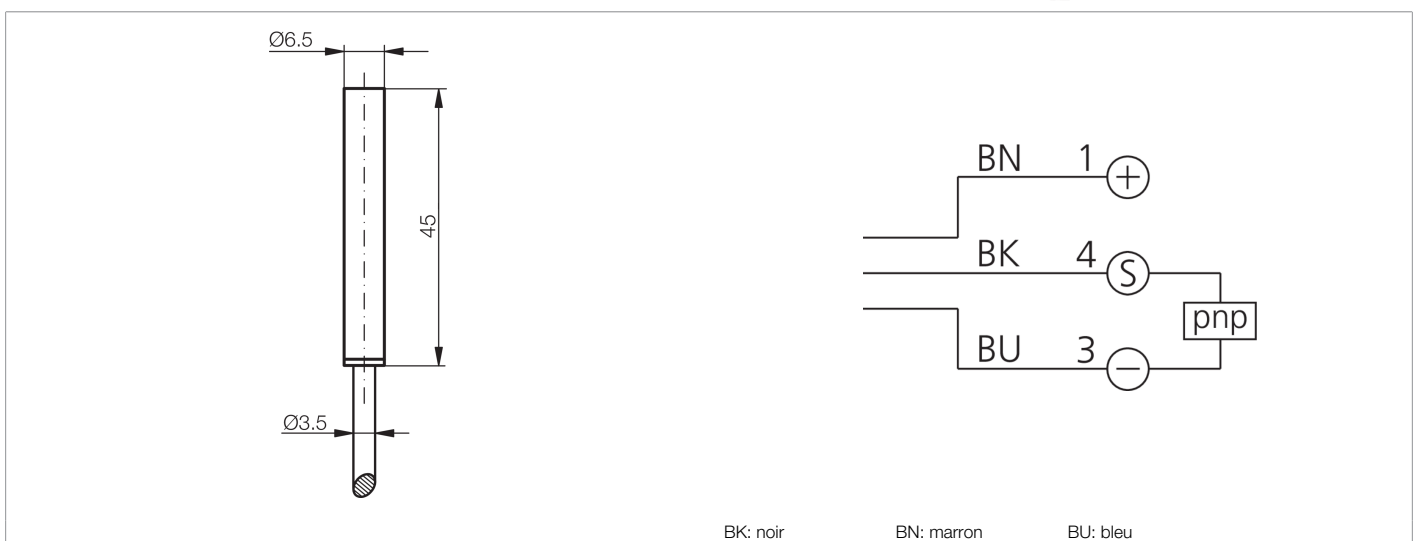 Ø6.5
45
Ø3.5
BN 1 +
BK 4 S
pnp
BU 3 −
BK: noir BN: marron BU: bleu